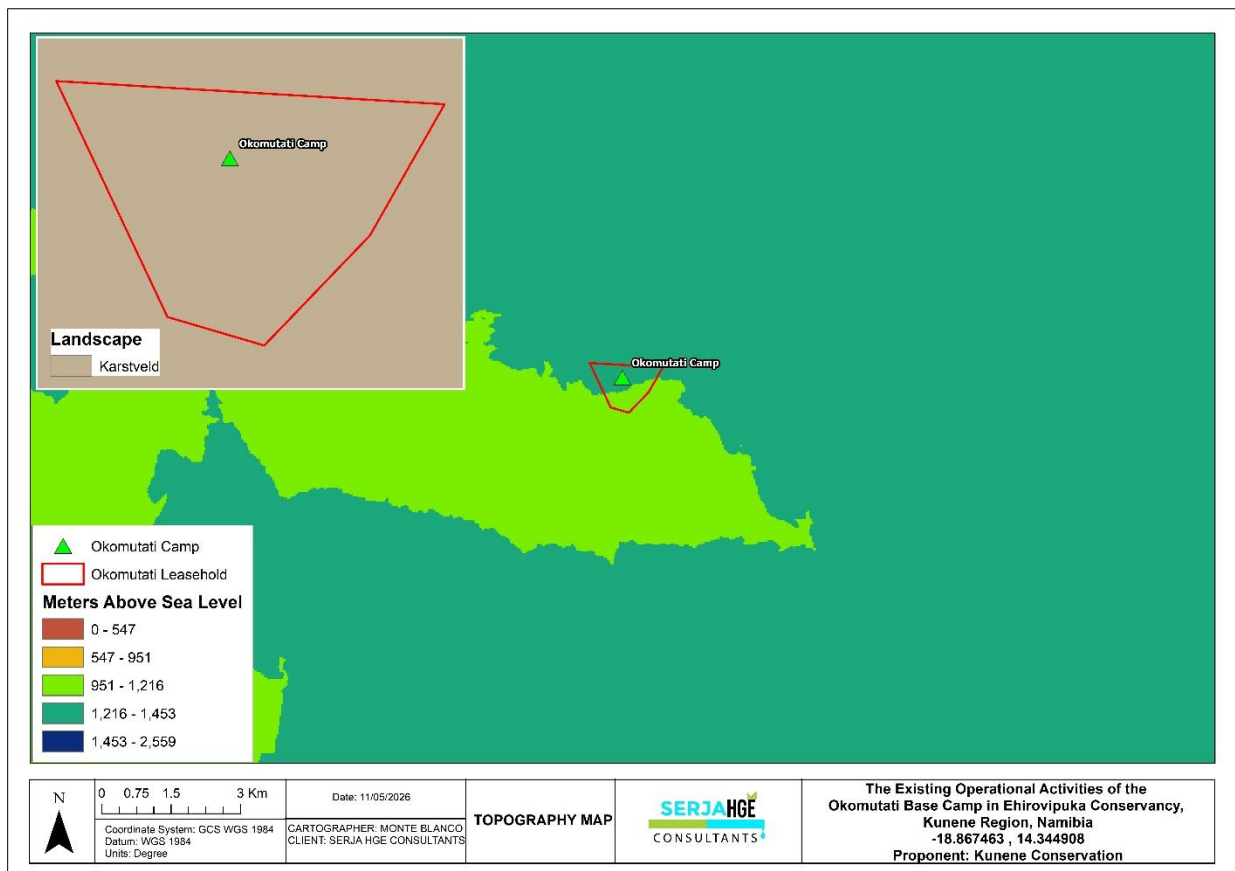 Okomutati Camp
Landscape
Karstveld
Okomutati Camp
Okomutati Camp
Okomutati Leasehold
Meters Above Sea Level
0 - 547
547 - 951
951 - 1,216
1,216 - 1,453
1,453 - 2,559
N
0 0.75 1.5 3 Km
Coordinate System: GCS WGS 1984
Datum: WGS 1984
Units: Degree
Date: 11/05/2026
CARTOGRAPHER: MONTE BLANCO
CLIENT: SERJA HGE CONSULTANTS
TOPOGRAPHY MAP
SERJAHGE
CONSULTANTS
The Existing Operational Activities of the
Okomutati Base Camp in Ehirovipuka Conservancy,
Kunene Region, Namibia
-18.867463 , 14.344908
Proponent: Kunene Conservation